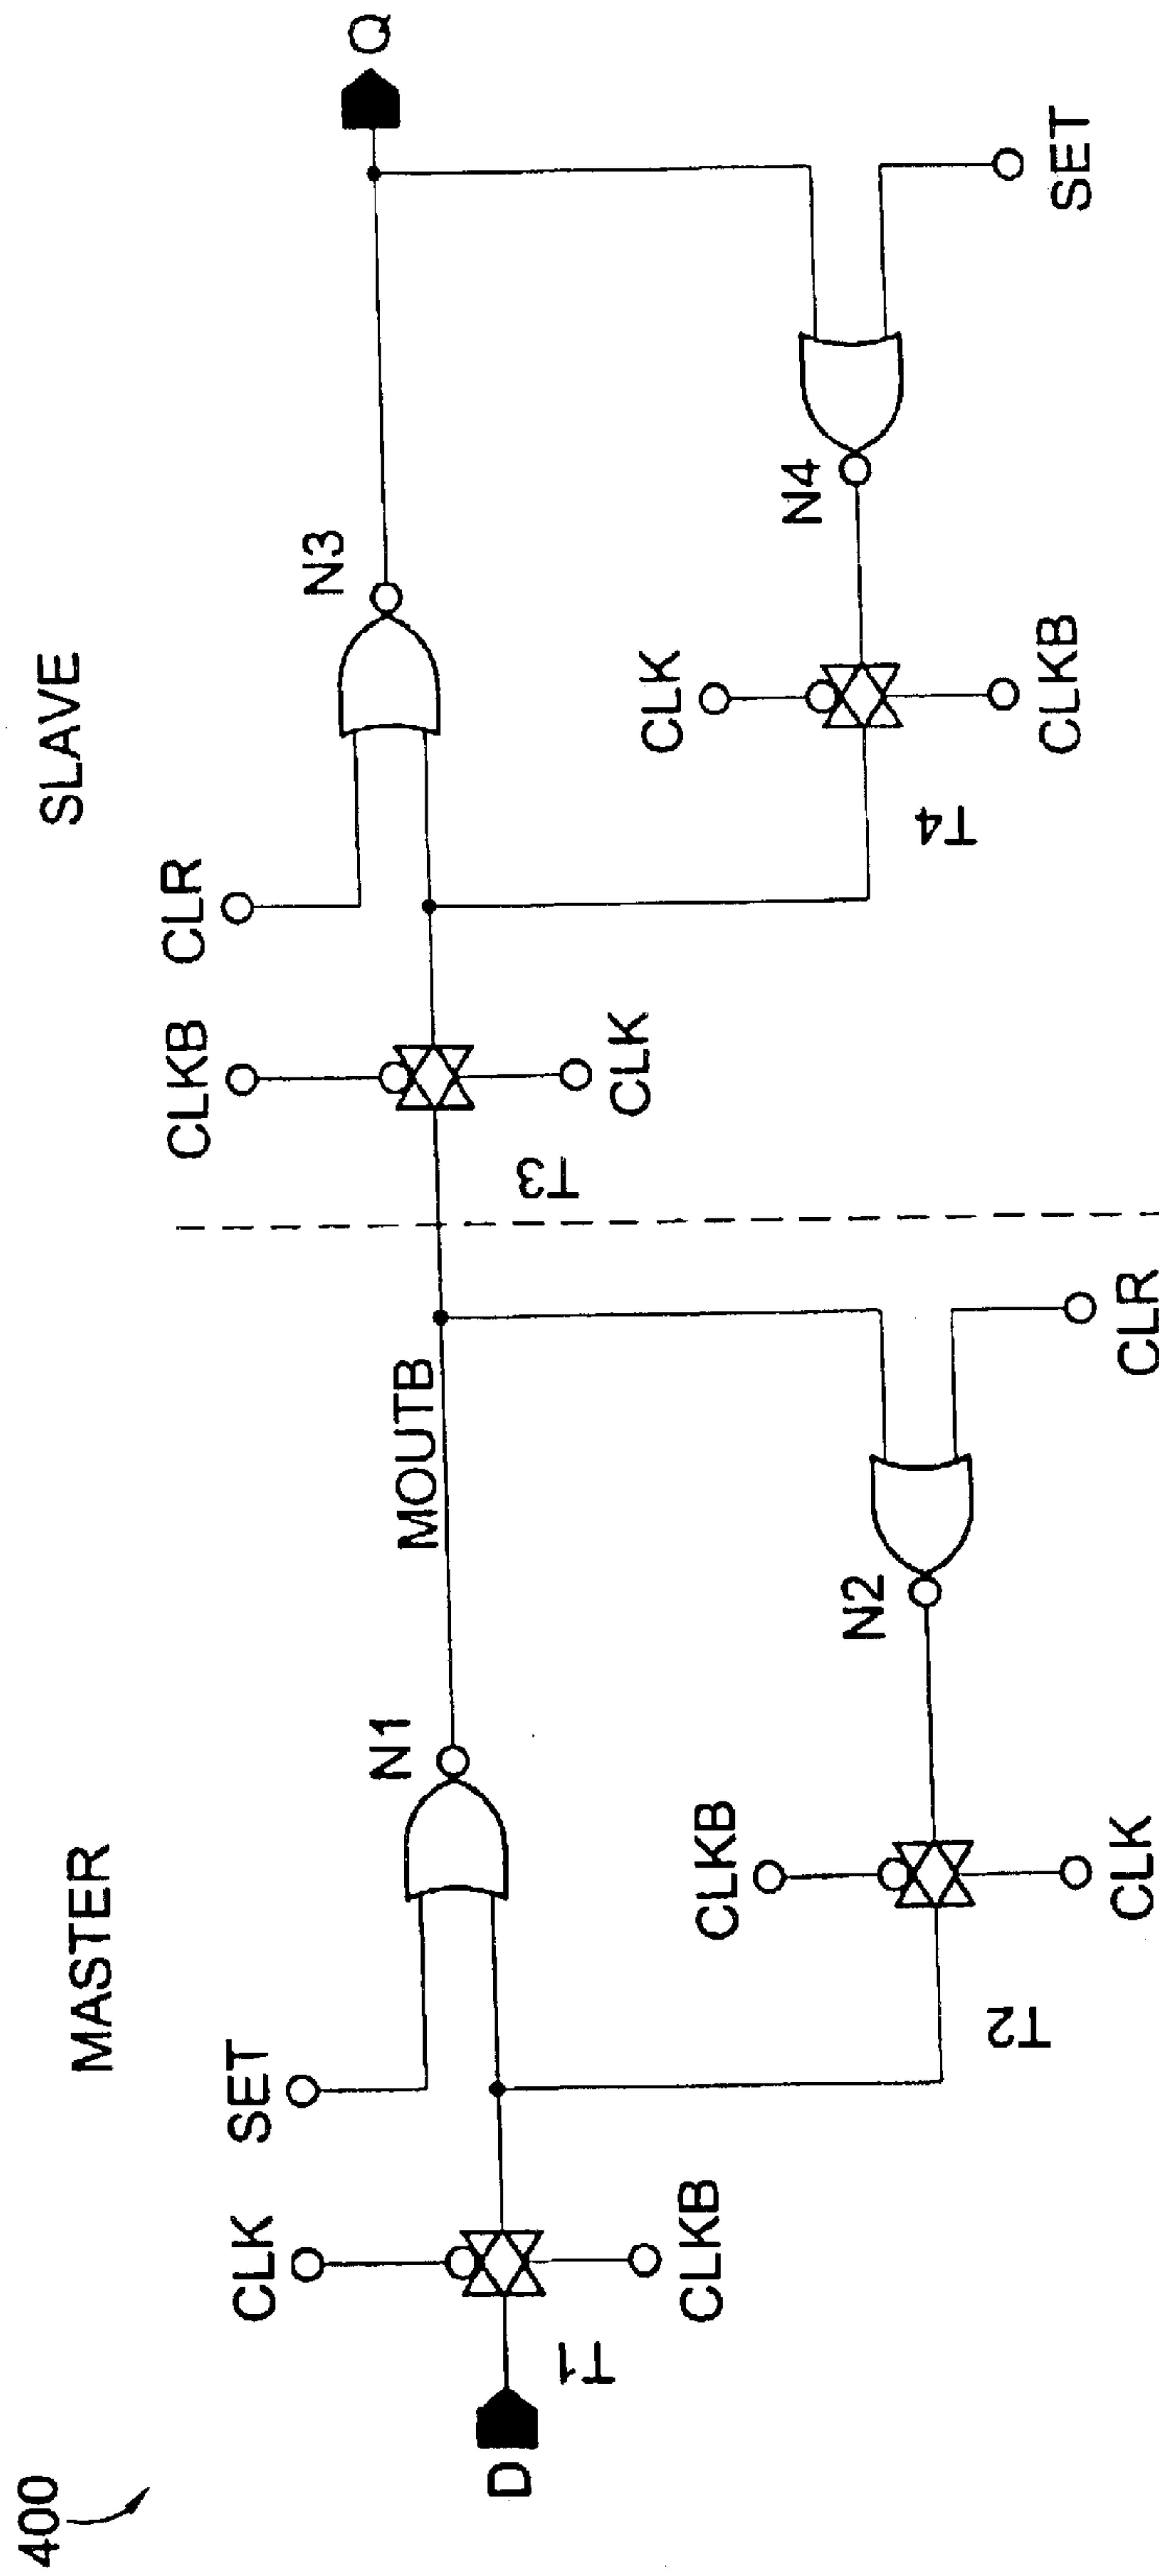 400
MASTER
SLAVE
D
T1
CLK
CLKB
SET
N1
MOUTB
N2
CLKB
CLK
T2
CLR
T3
CLKB
CLK
CLR
N3
Q
N4
CLK
CLKB
T4
SET